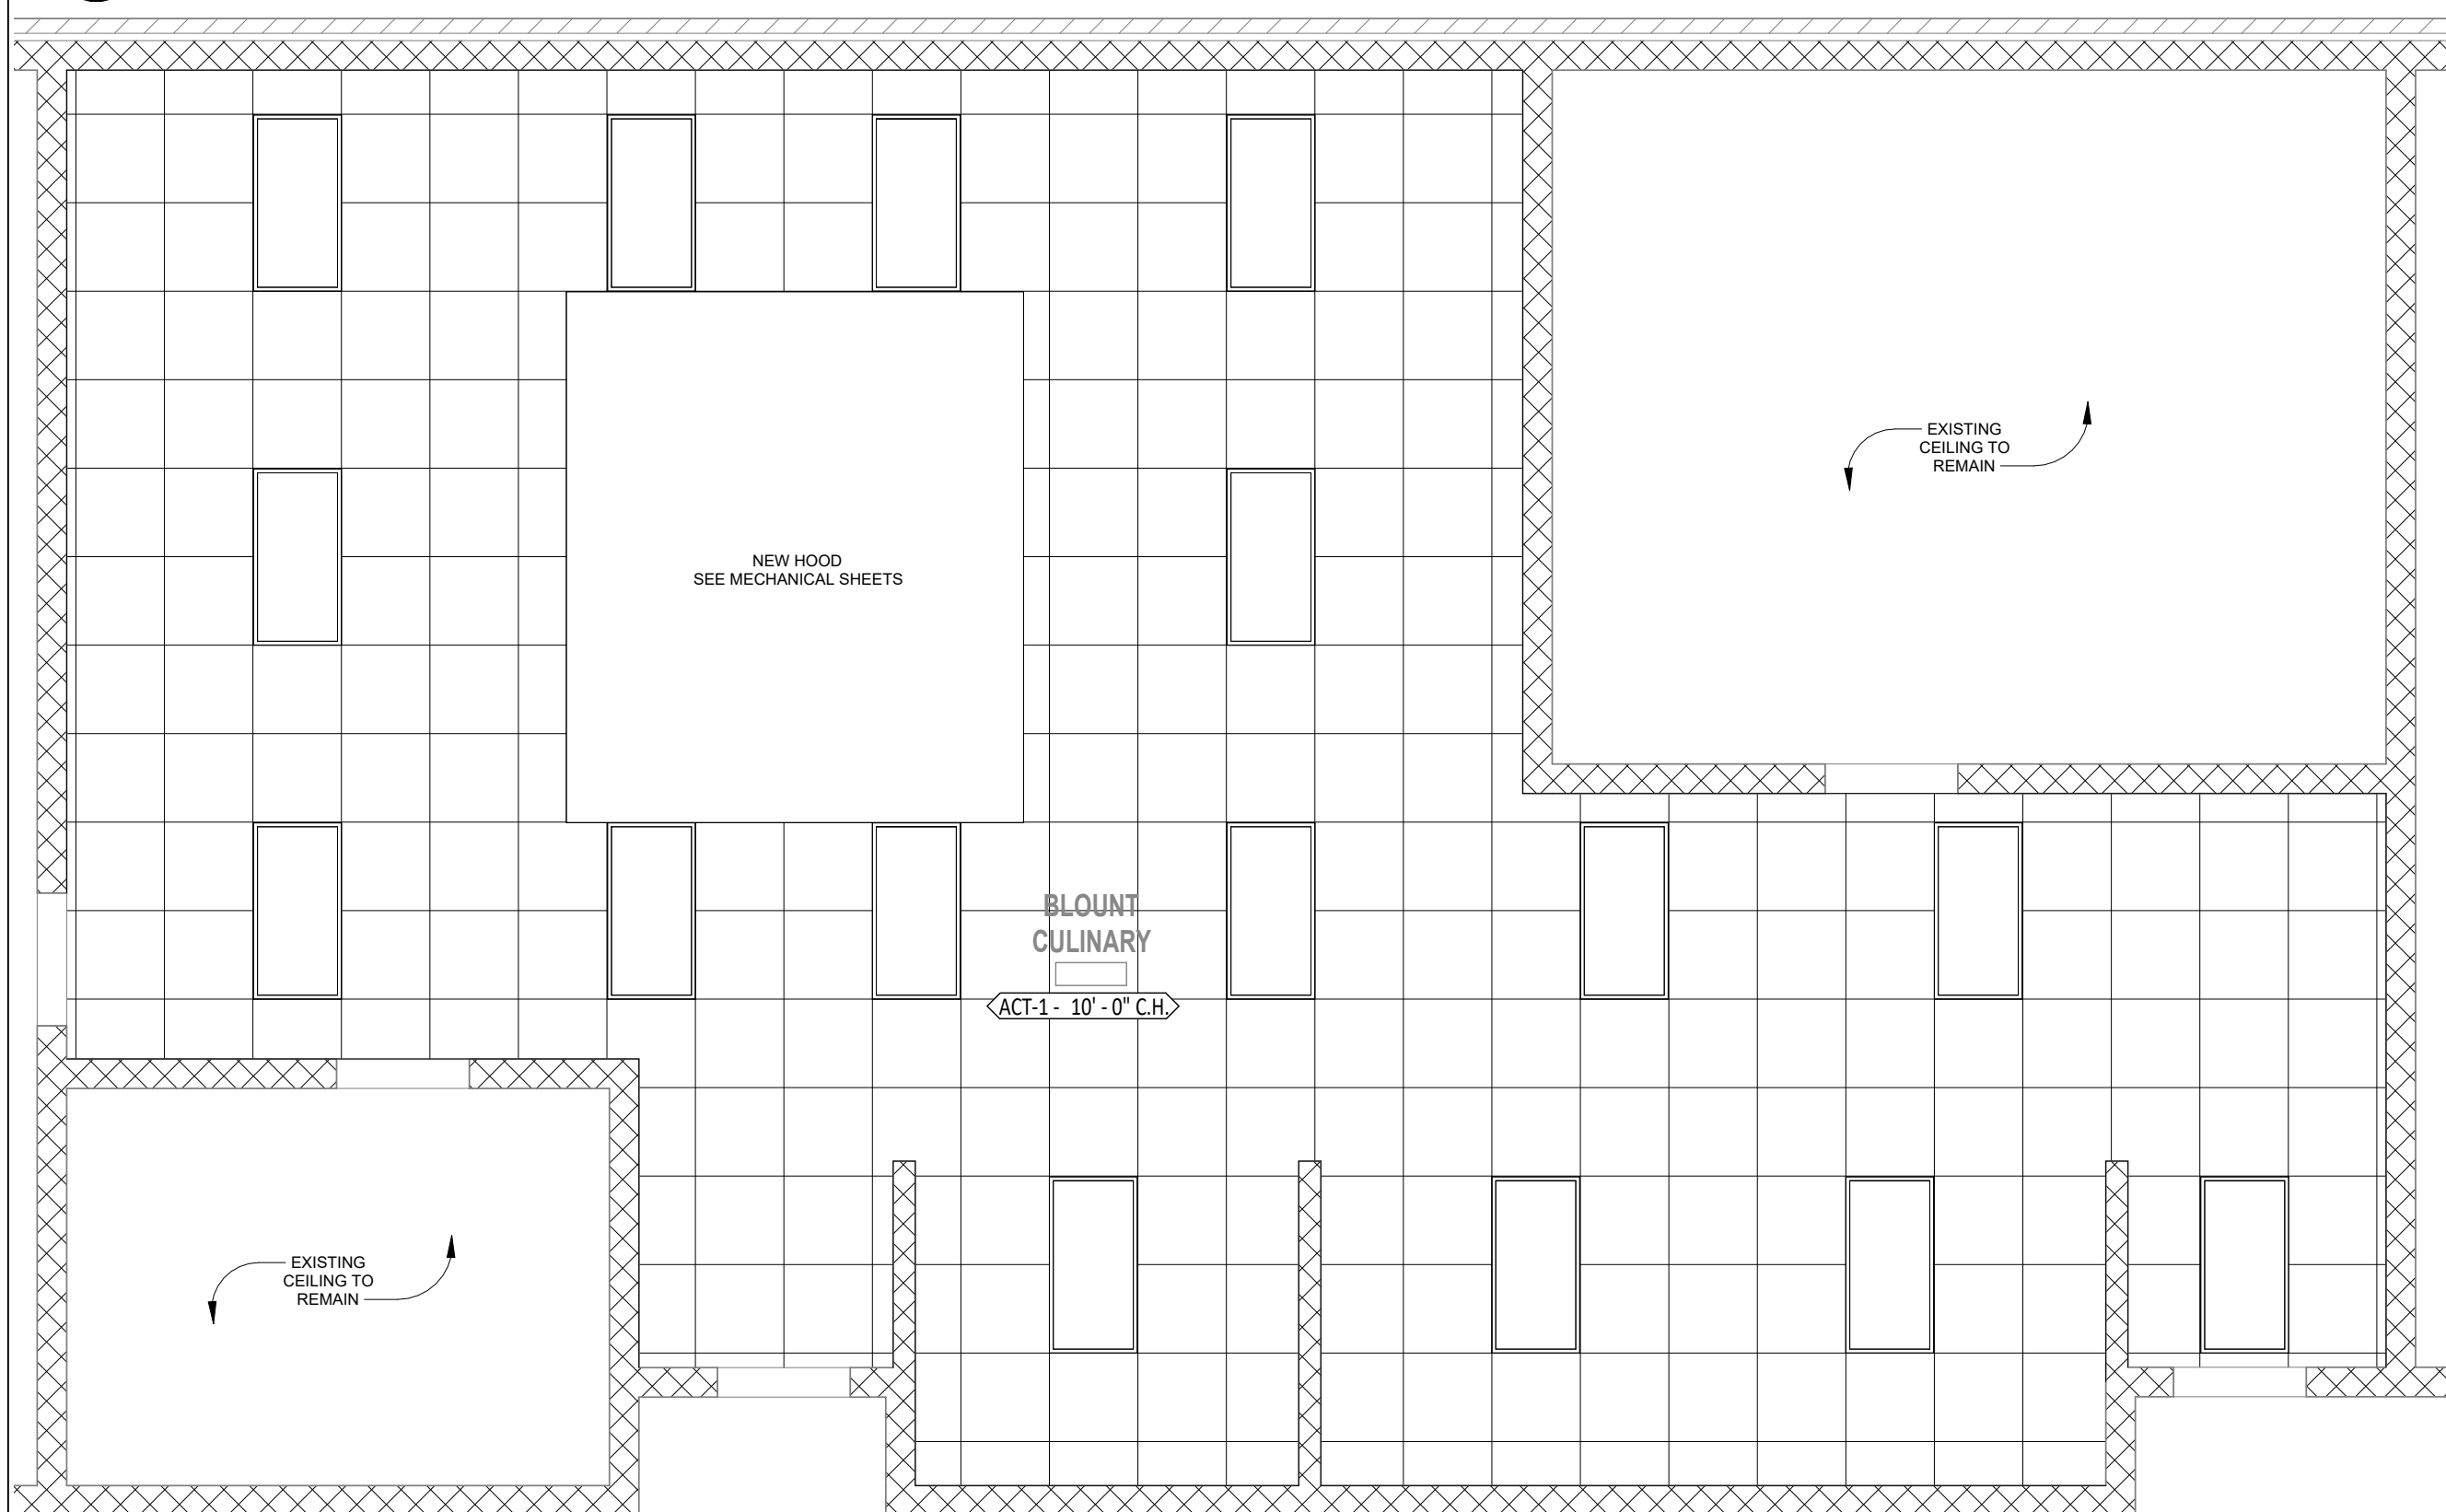 EXISTING
CEILING TO
REMAIN
NEW HOOD
SEE MECHANICAL SHEETS
BLOUNT
CULINARY
ACT-1 - 10' - 0" C.H.
EXISTING
CEILING TO
REMAIN